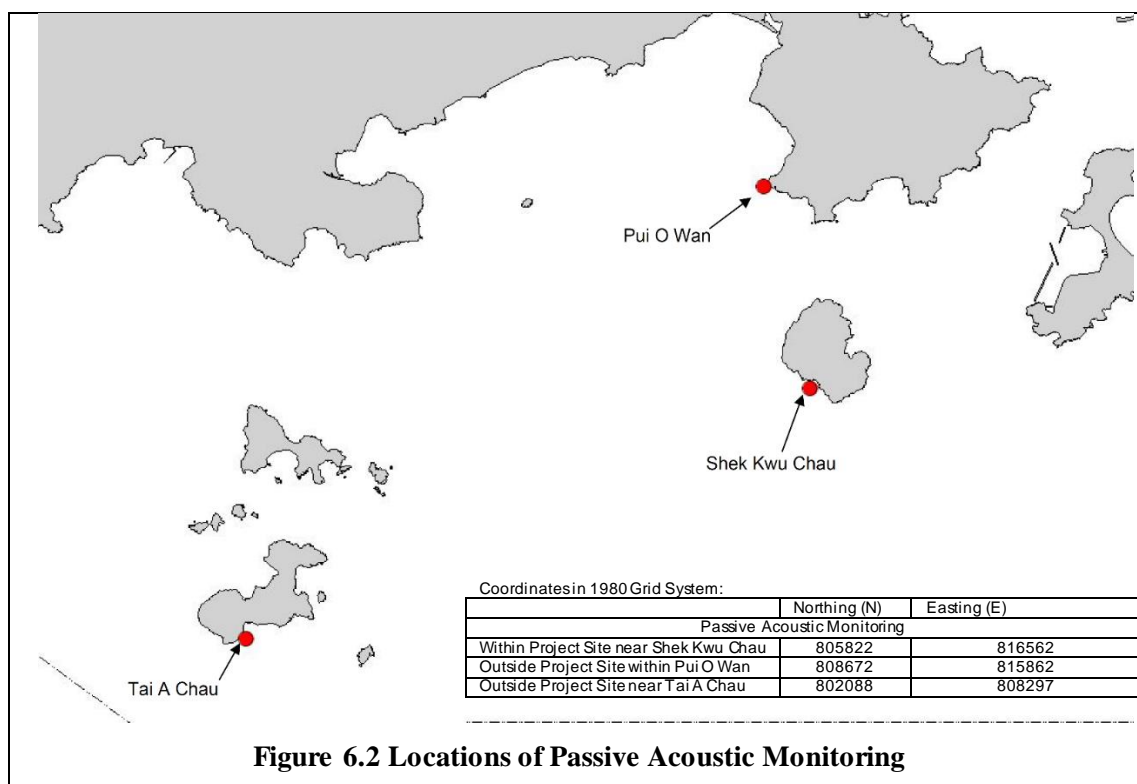 Pui O Wan
Shek Kwu Chau
Tai A Chau
Coordinates in 1980 Grid System:
Northing (N) Easting (E)
Passive Acoustic Monitoring
Within Project Site near Shek Kwu Chau 805822 816562
Outside Project Site within Pui O Wan 808672 815862
Outside Project Site near Tai A Chau 802088 808297
Figure 6.2 Locations of Passive Acoustic Monitoring